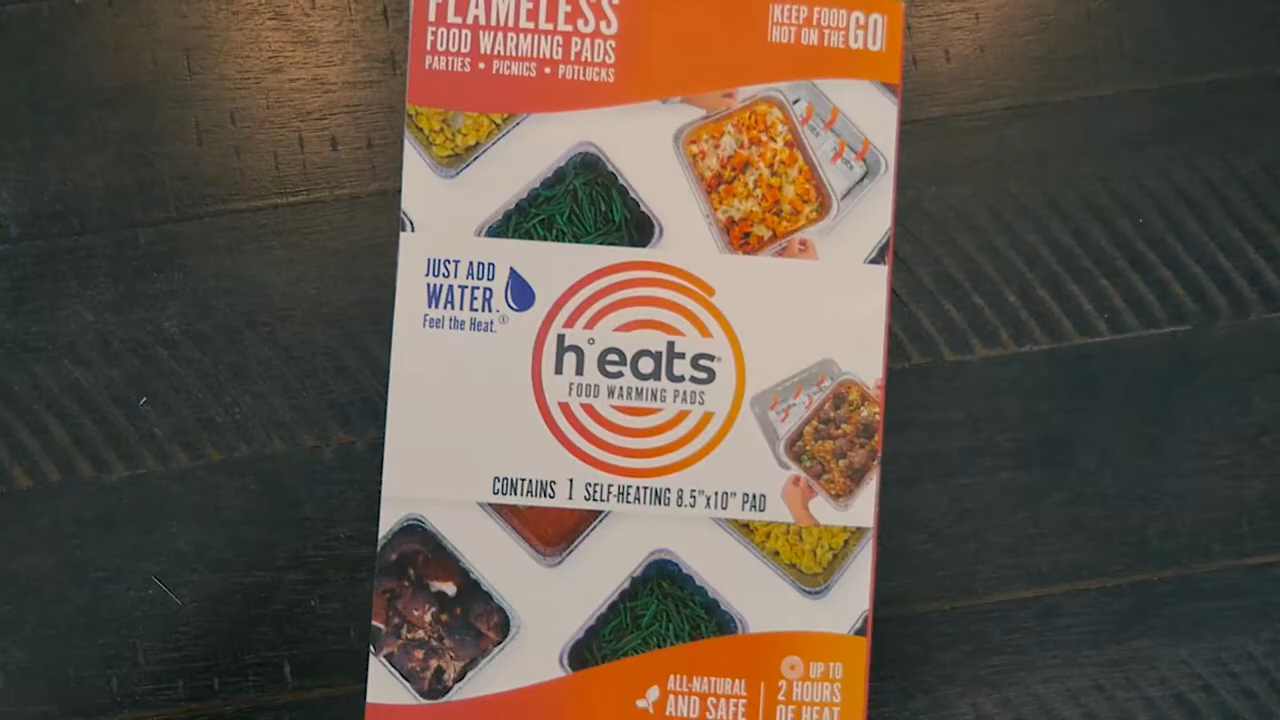 FLAMELESS
FOOD WARMING PADS
PARTIES • PICNICS • POTLUCKS
KEEP FOOD
HOT ON THE GO
JUST ADD
WATER.
Feel the Heat.
h°eats®
FOOD WARMING PADS
CONTAINS 1 SELF-HEATING 8.5"x10" PAD
ALL-NATURAL
AND SAFE
UP TO
2 HOURS
OF HEAT